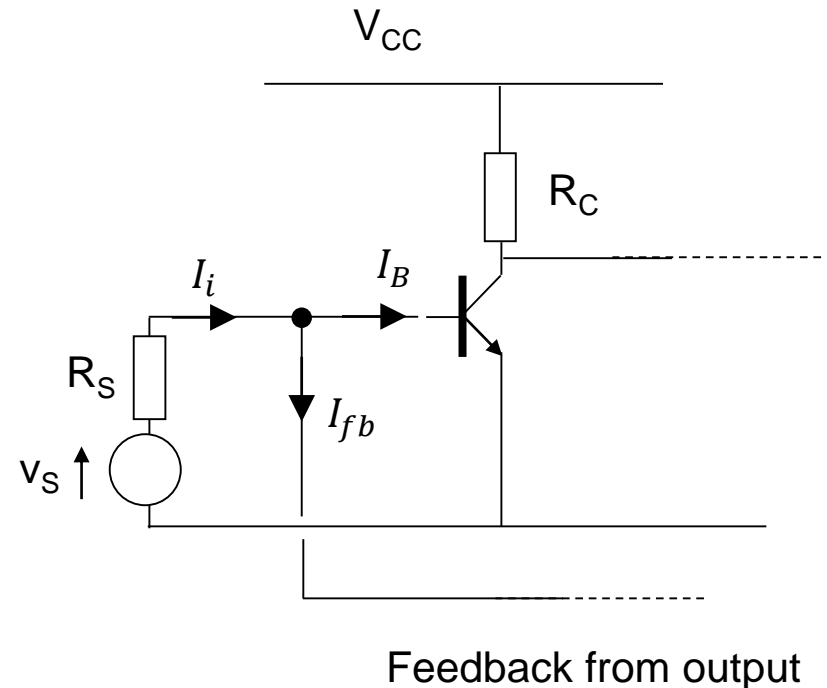 V_CC
R_C
I_i
I_B
R_S
I_fb
v_S
Feedback from output